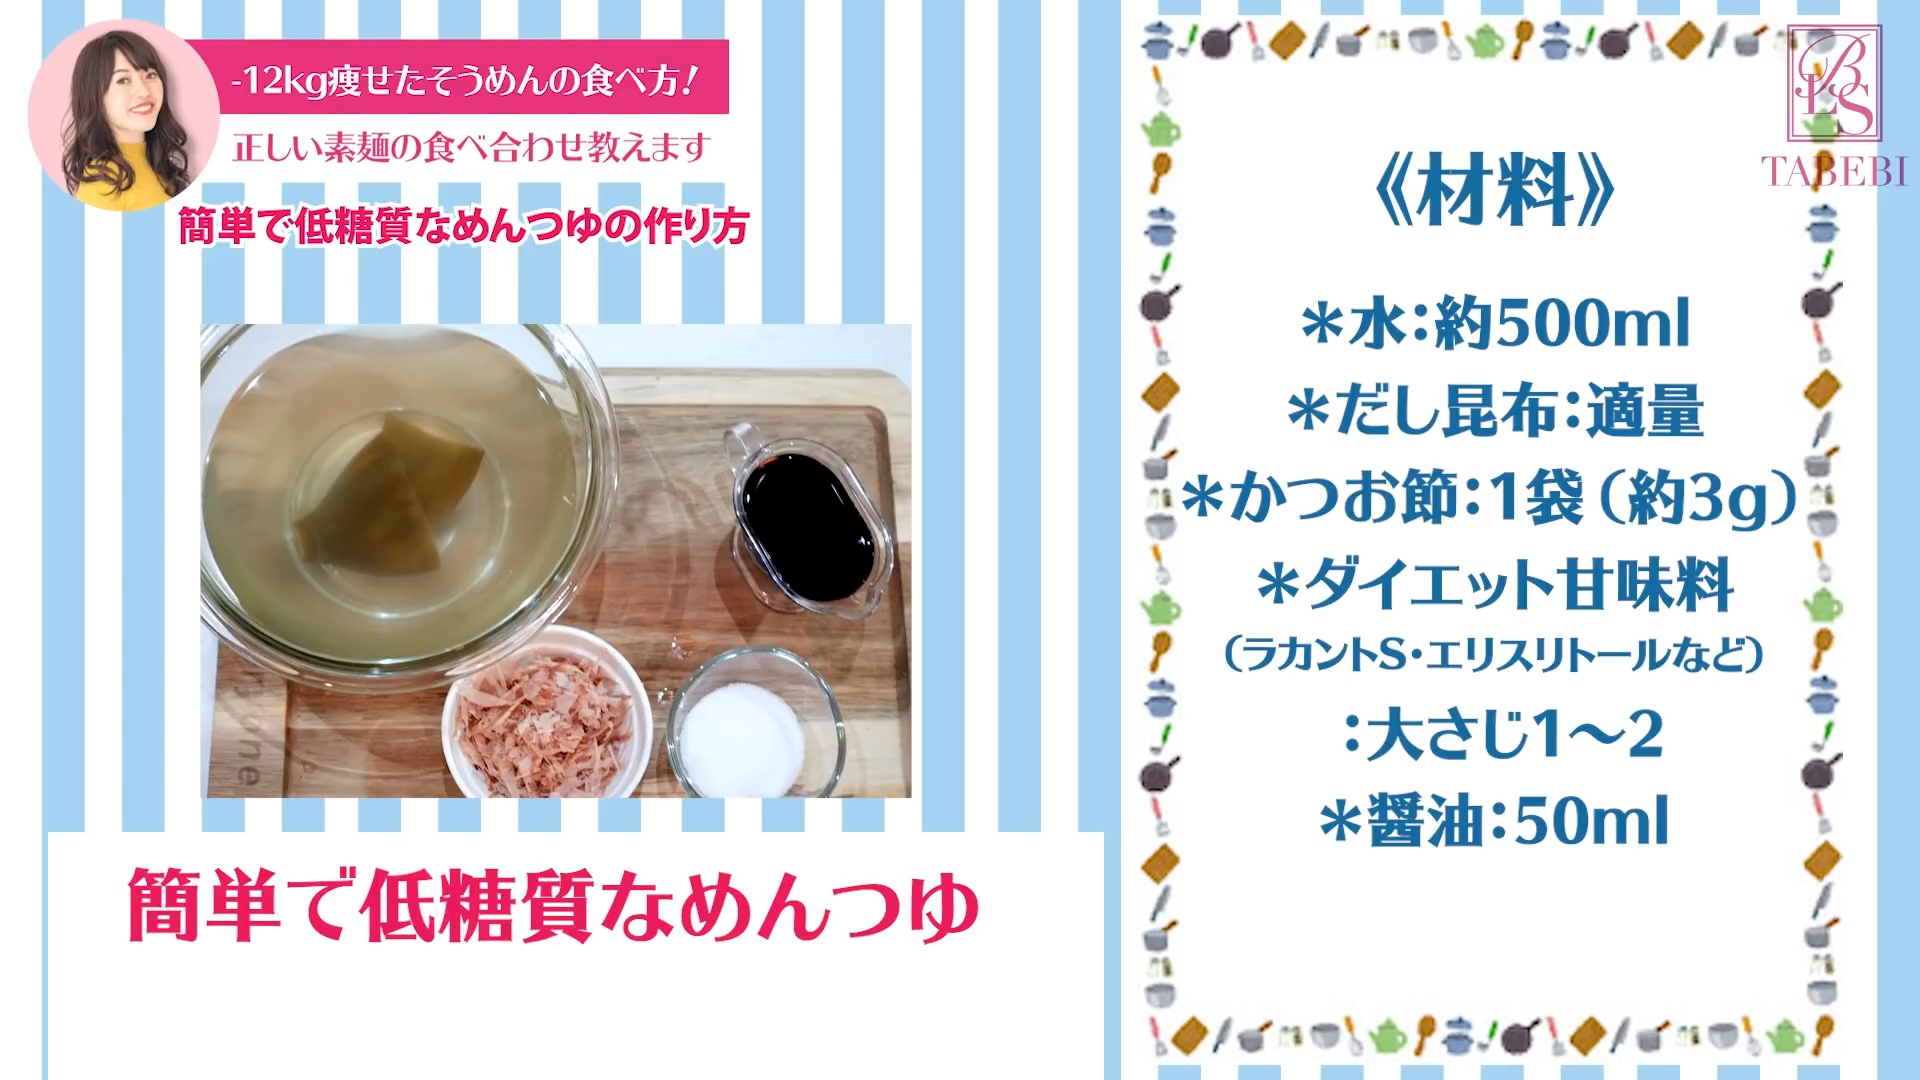 -12kg痩せたそうめんの食べ方！
正しい素麺の食べ合わせ教えます
簡単で低糖質なめんつゆの作り方
簡単で低糖質なめんつゆ
《材料》
＊水：約500ml
＊だし昆布：適量
＊かつお節：1袋（約3g）
＊ダイエット甘味料
（ラカントS・エリスリトールなど）
：大さじ1〜2
＊醤油：50ml
BLS
TABEBI
one